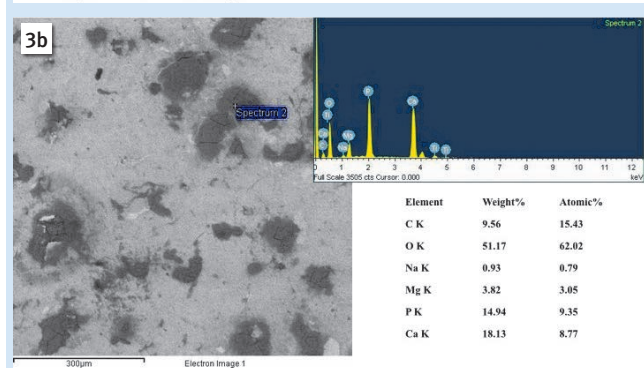 3b
Spectrum 2
Spectrum 2
P
Ca
0 1 2 3 4 5 6 7 8 9 10 11 12
Full Scale 3505 cts Cursor: 0.000
keV
Element Weight% Atomic%
C K 9.56 15.43
O K 51.17 62.02
Na K 0.93 0.79
Mg K 3.82 3.05
P K 14.94 9.35
Ca K 18.13 8.77
300µm
Electron Image 1